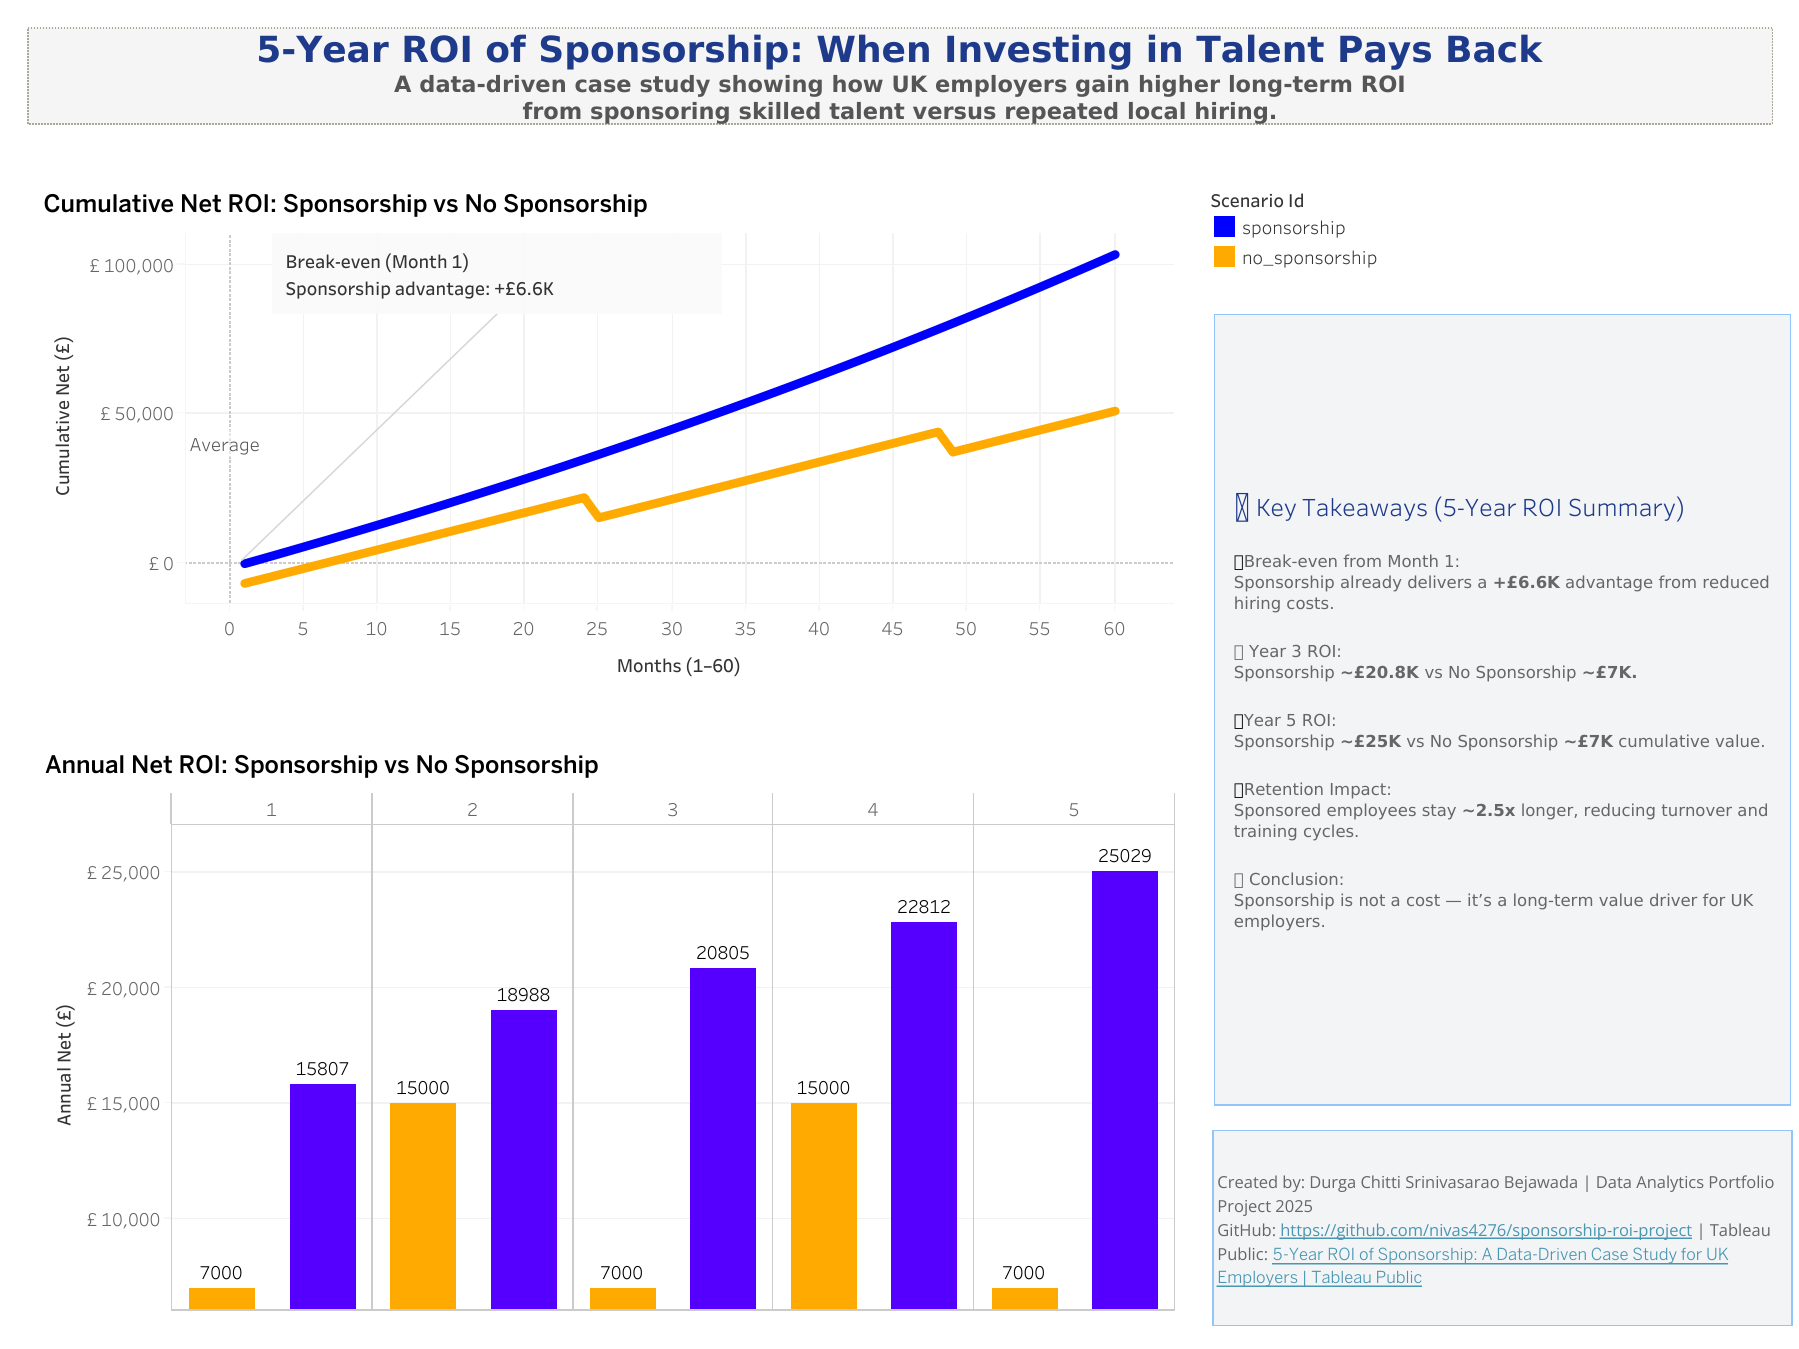 5-Year ROI of Sponsorship: When Investing in Talent Pays Back
A data-driven case study showing how UK employers gain higher long-term ROI
from sponsoring skilled talent versus repeated local hiring.
Cumulative Net ROI: Sponsorship vs No Sponsorship
Break-even (Month 1)
Sponsorship advantage: +£6.6K
£ 100,000
£ 50,000
£ 0
Cumulative Net (£)
Average
0 5 10 15 20 25 30 35 40 45 50 55 60
Months (1–60)
Scenario Id
sponsorship
no_sponsorship
Key Takeaways (5-Year ROI Summary)
Break-even from Month 1:
Sponsorship already delivers a +£6.6K advantage from reduced
hiring costs.
Year 3 ROI:
Sponsorship ~£20.8K vs No Sponsorship ~£7K.
Year 5 ROI:
Sponsorship ~£25K vs No Sponsorship ~£7K cumulative value.
Retention Impact:
Sponsored employees stay ~2.5x longer, reducing turnover and
training cycles.
Conclusion:
Sponsorship is not a cost — it’s a long-term value driver for UK
employers.
Annual Net ROI: Sponsorship vs No Sponsorship
1 2 3 4 5
£ 25,000
£ 20,000
£ 15,000
£ 10,000
Annual Net (£)
7000 15807 15000 18988 7000 20805 15000 22812 7000 25029
Created by: Durga Chitti Srinivasarao Bejawada | Data Analytics Portfolio
Project 2025
GitHub: https://github.com/nivas4276/sponsorship-roi-project | Tableau
Public: 5-Year ROI of Sponsorship: A Data-Driven Case Study for UK
Employers | Tableau Public